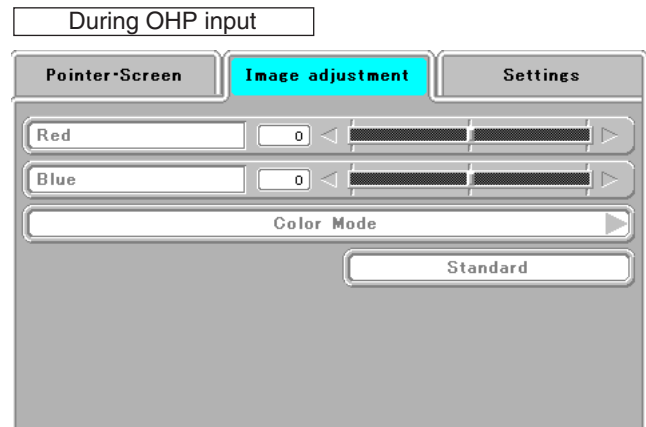 During OHP input
Pointer·Screen Image adjustment Settings
Red 0
Blue 0
Color Mode
Standard